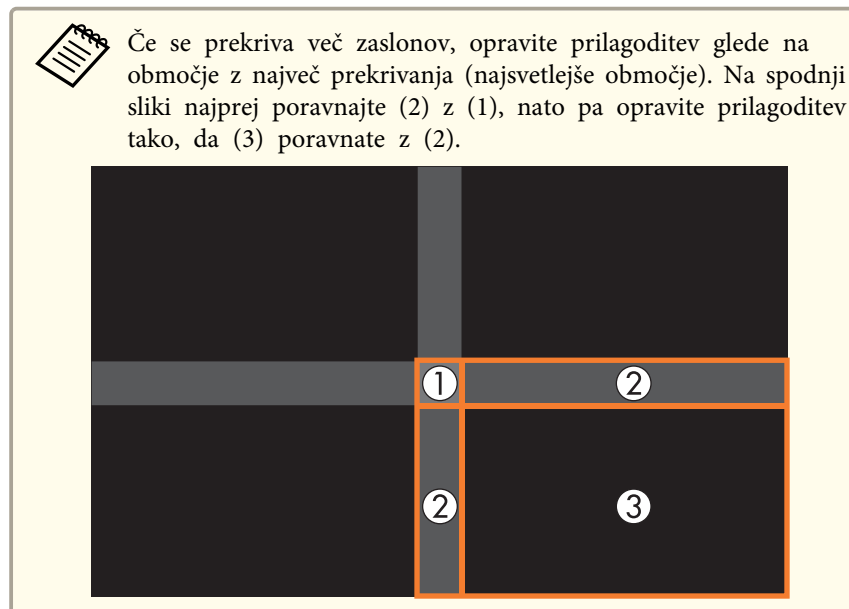 Če se prekriva več zaslonov, opravite prilagoditev glede na
območje z največ prekrivanja (najsvetlejše območje). Na spodnji
sliki najprej poravnajte (2) z (1), nato pa opravite prilagoditev
tako, da (3) poravnate z (2).
1 2
2 3